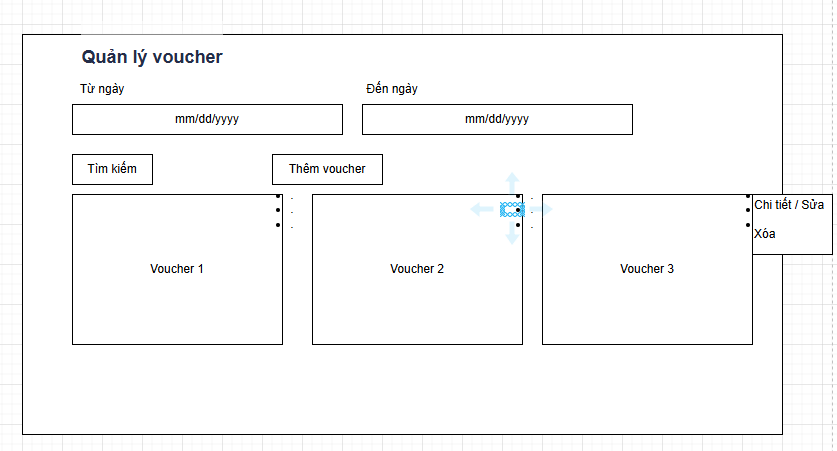 Quản lý voucher
Từ ngày
Đến ngày
mm/dd/yyyy
mm/dd/yyyy
Tìm kiếm
Thêm voucher
Voucher 1
Voucher 2
Voucher 3
Chi tiết / Sửa
Xóa